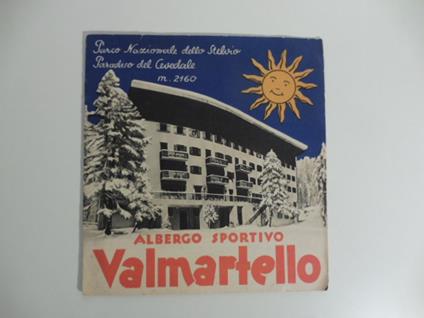 Parco Nazionale dello Stelvio
Paradiso del Cevedale
m. 2160
ALBERGO SPORTIVO
Valmartello